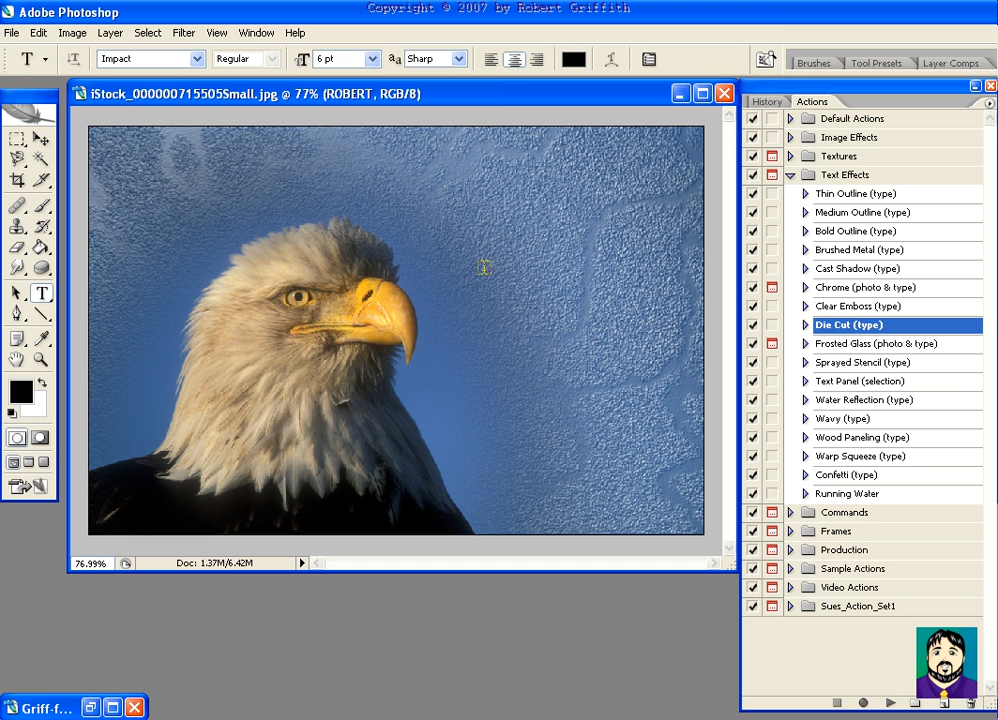 Adobe Photoshop
Copyright © 2007 by Robert Griffith
File Edit Image Layer Select Filter View Window Help
T Impact Regular 6 pt Sharp
Brushes Tool Presets Layer Comps
iStock_000000715505Small.jpg @ 77% (ROBERT, RGB/8)
History Actions
Default Actions
Image Effects
Textures
Text Effects
Thin Outline (type)
Medium Outline (type)
Bold Outline (type)
Brushed Metal (type)
Cast Shadow (type)
Chrome (photo & type)
Clear Emboss (type)
Die Cut (type)
Frosted Glass (photo & type)
Sprayed Stencil (type)
Text Panel (selection)
Water Reflection (type)
Wavy (type)
Wood Paneling (type)
Warp Squeeze (type)
Confetti (type)
Running Water
Commands
Frames
Production
Sample Actions
Video Actions
Sues_Action_Set1
76.99% Doc: 1.37M/6.42M
Griff-f...